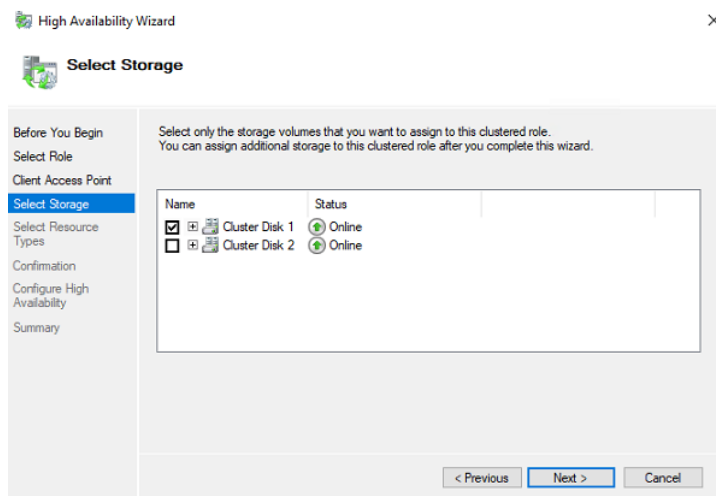 High Availability Wizard
Select Storage
Before You Begin
Select Role
Client Access Point
Select Storage
Select Resource
Types
Confirmation
Configure High
Availability
Summary
Select only the storage volumes that you want to assign to this clustered role.
You can assign additional storage to this clustered role after you complete this wizard.
Name Status
Cluster Disk 1 Online
Cluster Disk 2 Online
< Previous Next > Cancel